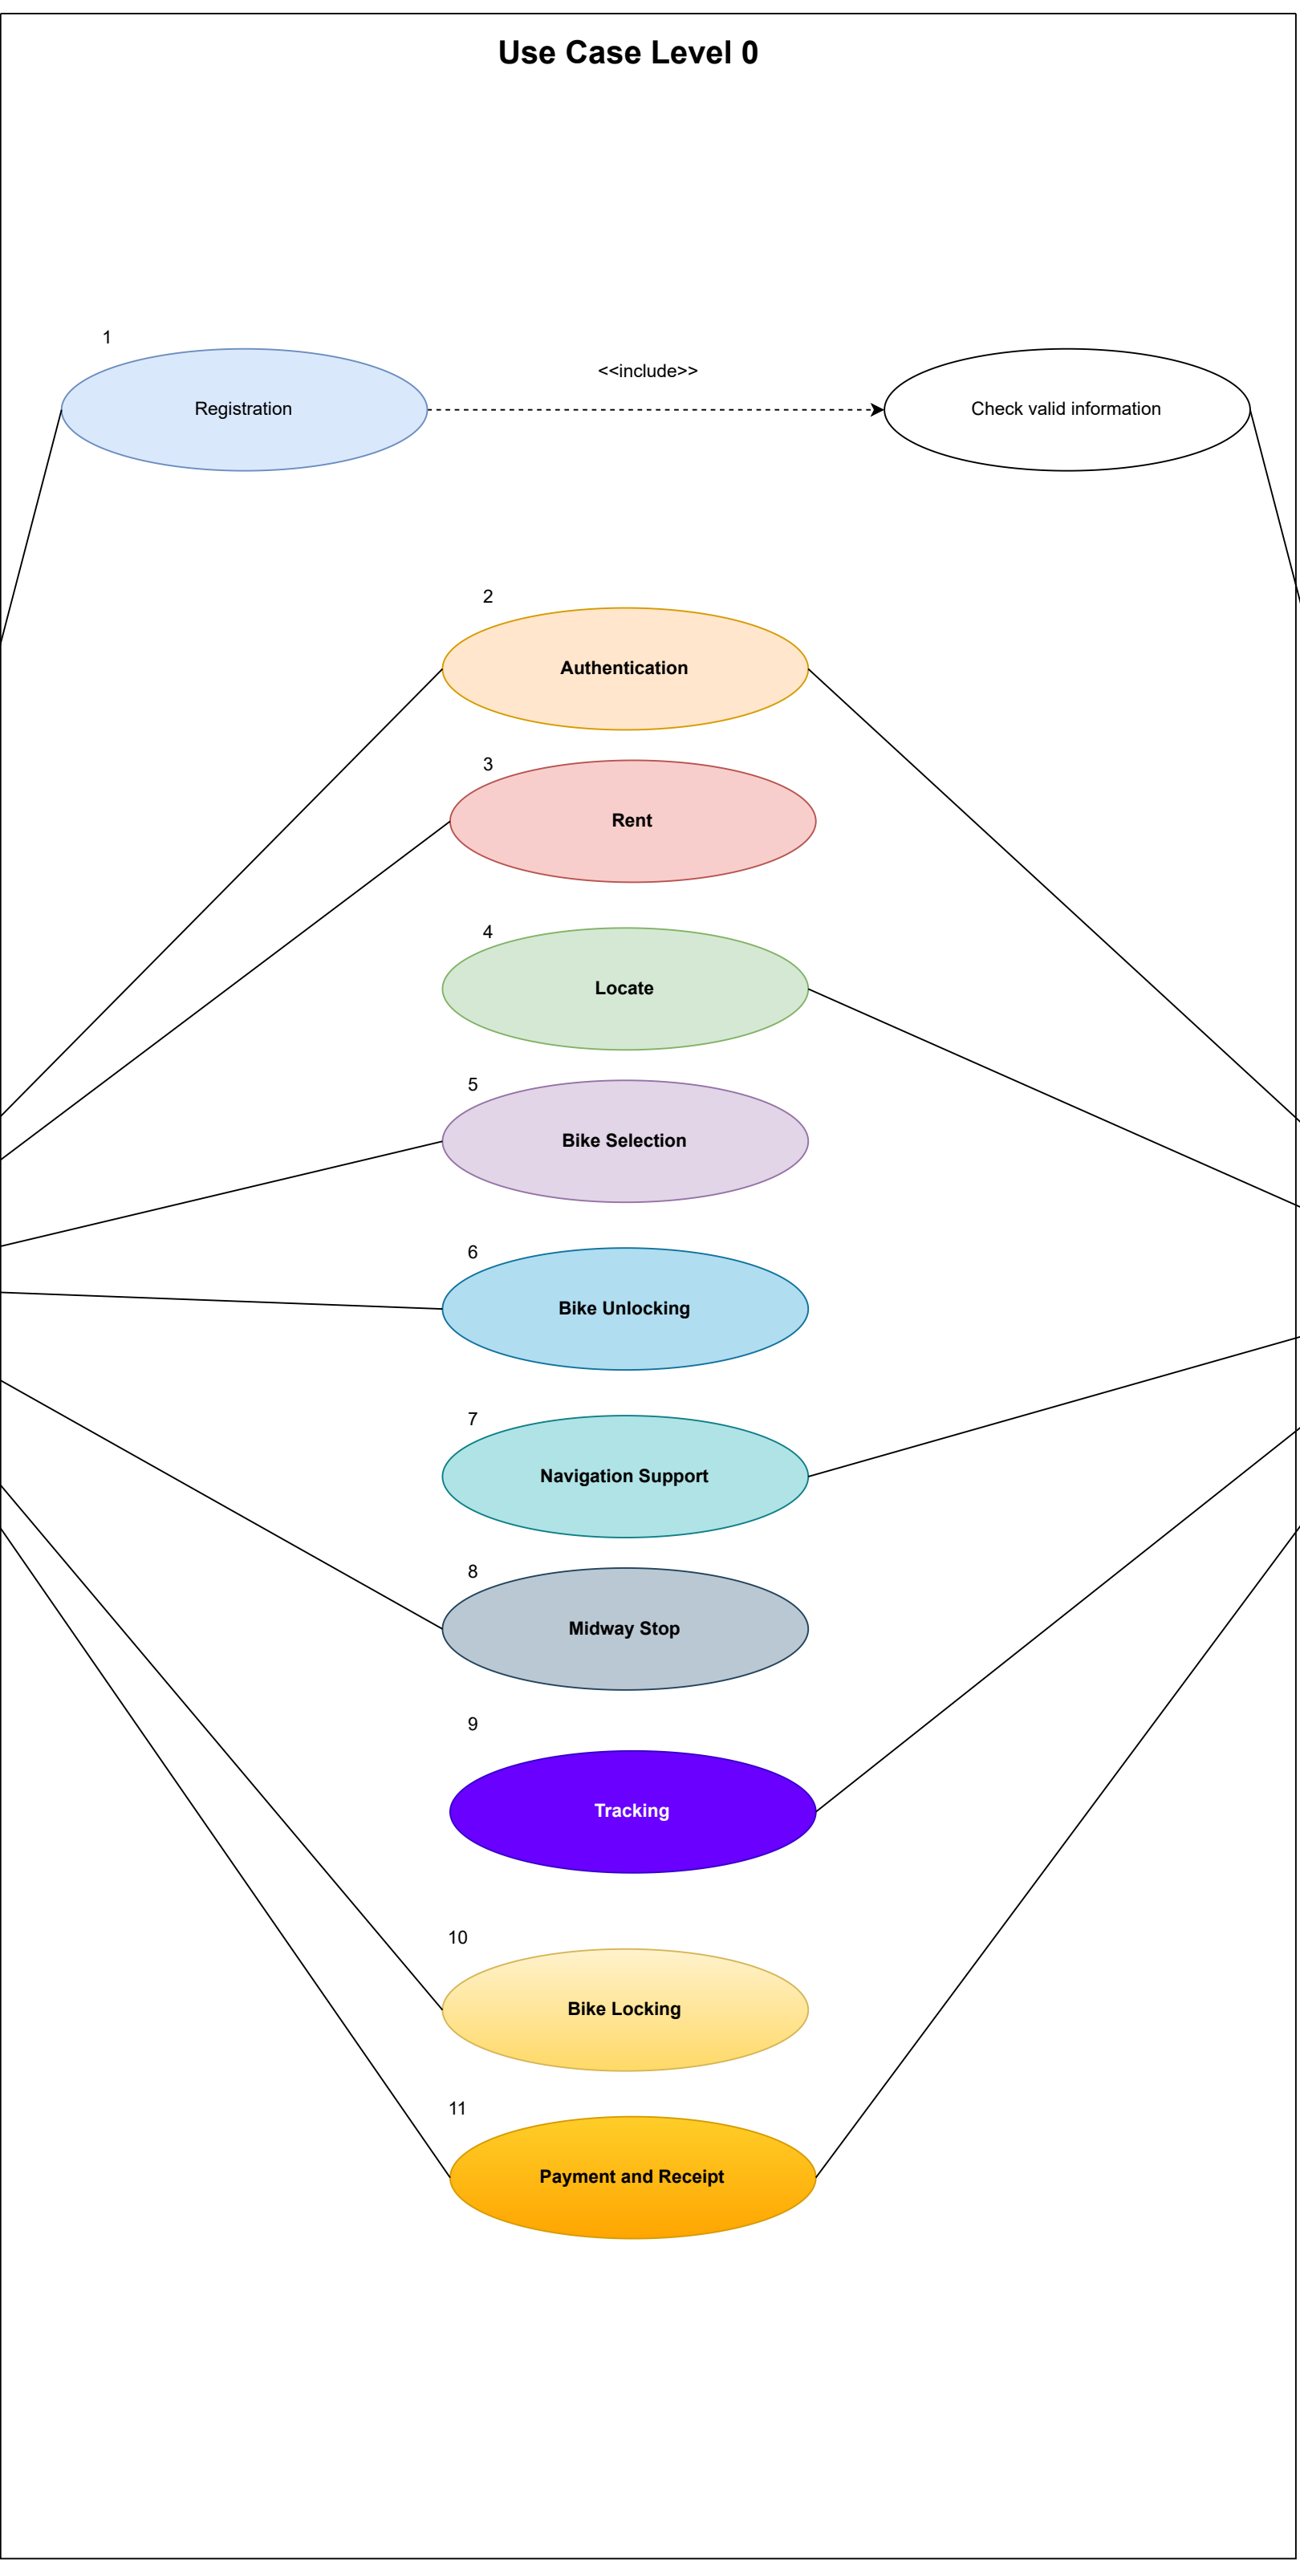 Use Case Level 0
1
<<include>>
Registration
Check valid information
2
Authentication
3
Rent
4
Locate
5
Bike Selection
6
Bike Unlocking
7
Navigation Support
8
Midway Stop
9
Tracking
10
Bike Locking
11
Payment and Receipt